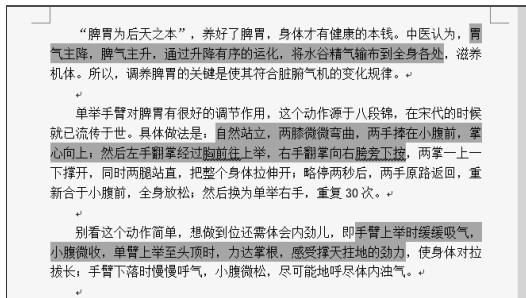 “脾胃为后天之本”，养好了脾胃，身体才有健康的本钱。中医认为，胃
气主降，脾气主升，通过升降有序的运化，将水谷精气输布到全身各处，滋养
机体。所以，调养脾胃的关键是使其符合脏腑气机的变化规律。
单举手臂对脾胃有很好的调节作用，这个动作源于八段锦，在宋代的时候
就已流传于世。具体做法是：自然站立，两膝微微弯曲，两手捧在小腹前，掌
心向上；然后左手翻掌经过胸前往上举，右手翻掌向右胯旁下按，两掌一上一
下撑开，同时两腿站直，把整个身体拉伸开；略停两秒后，两手原路返回，重
新合于小腹前，全身放松；然后换为单举右手，重复 30 次。
别看这个动作简单，想做到位还需体会内劲儿，即手臂上举时缓缓吸气，
小腹微收，单臂上举至头顶时，力达掌根，感受撑天拄地的劲力，使身体对拉
拔长；手臂下落时慢慢呼气，小腹微松，尽可能地呼尽体内浊气。